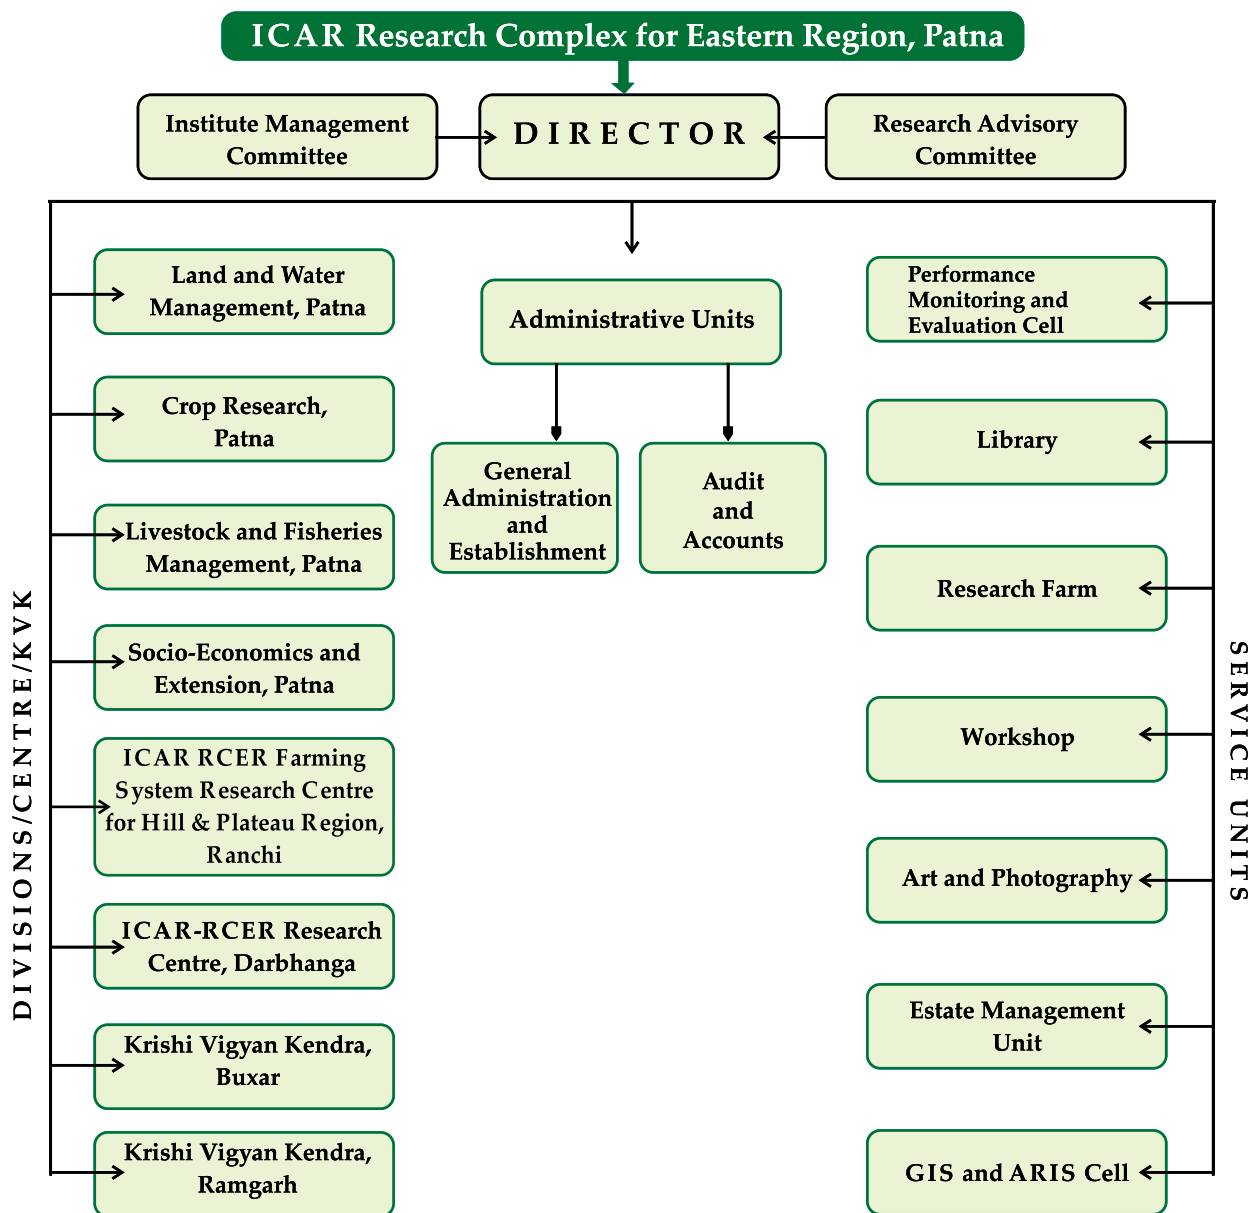 ICAR Research Complex for Eastern Region, Patna
Institute Management
Committee
DIRECTOR
Research Advisory
Committee
DIVISIONS/CENTRE/KVK
Land and Water
Management, Patna
Crop Research,
Patna
Livestock and Fisheries
Management, Patna
Socio-Economics and
Extension, Patna
ICAR RCER Farming
System Research Centre
for Hill & Plateau Region,
Ranchi
ICAR-RCER Research
Centre, Darbhanga
Krishi Vigyan Kendra,
Buxar
Krishi Vigyan Kendra,
Ramgarh
Administrative Units
General
Administration
and
Establishment
Audit
and
Accounts
Performance
Monitoring and
Evaluation Cell
Library
Research Farm
Workshop
Art and Photography
Estate Management
Unit
GIS and ARIS Cell
SERVICE UNITS